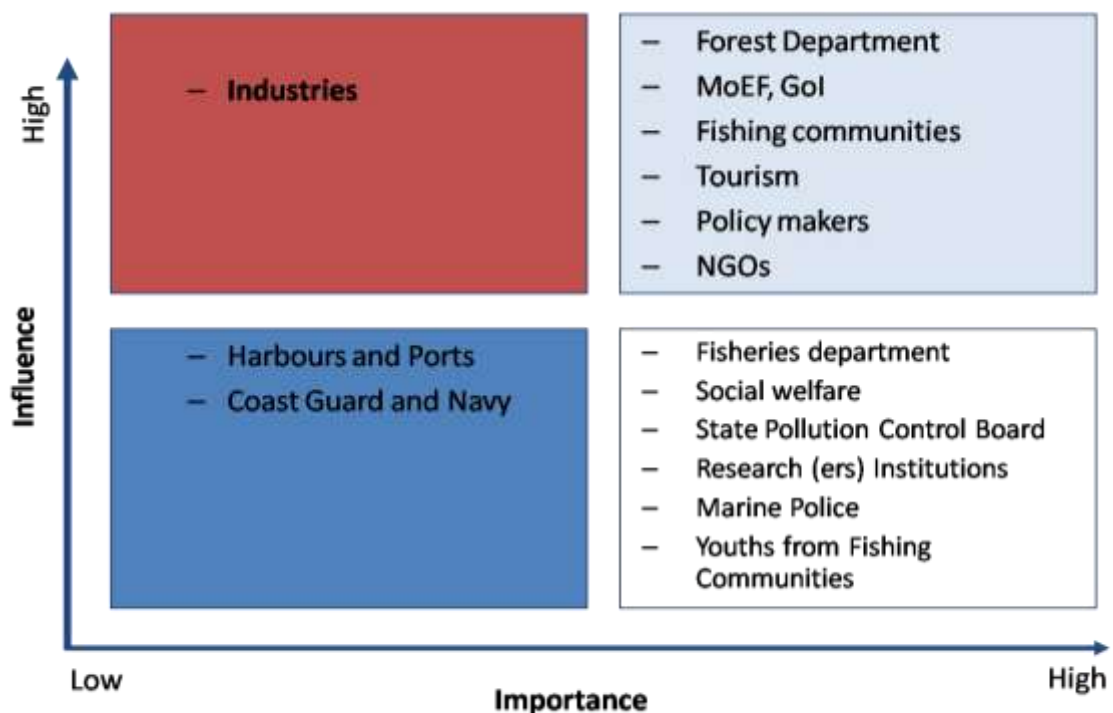 High
Influence
– Industries
– Forest Department
– MoEF, GoI
– Fishing communities
– Tourism
– Policy makers
– NGOs
– Harbours and Ports
– Coast Guard and Navy
– Fisheries department
– Social welfare
– State Pollution Control Board
– Research (ers) Institutions
– Marine Police
– Youths from Fishing
Communities
Low
Importance
High